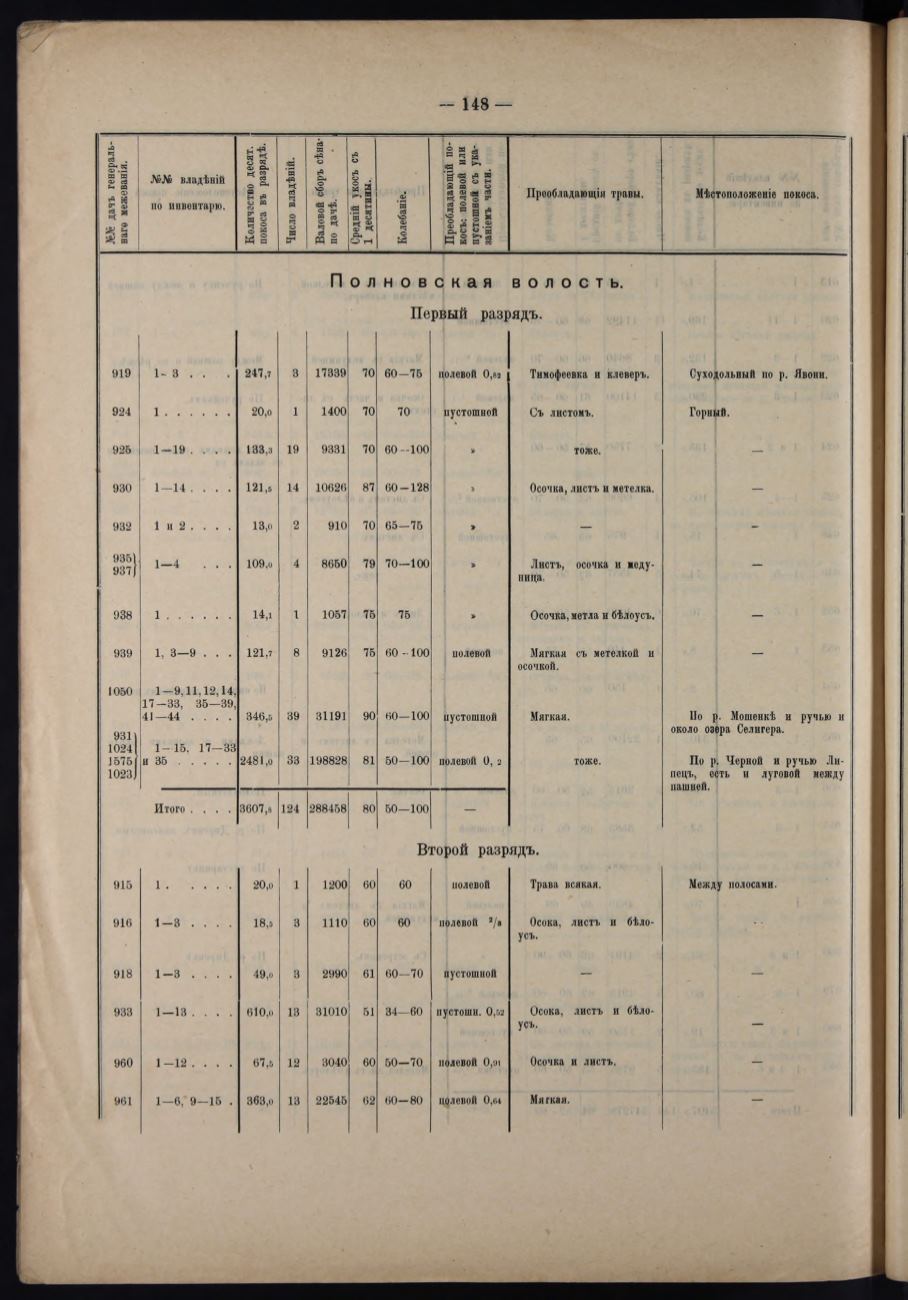 — 148 —
№№ дачъ генераль-
наго межеванія.
№№ владѣній
по инвентарю.
Количество десят.
покоса въ разрядѣ.
Число владѣній.
Валовой сборъ сѣна
по дачѣ.
Средній укосъ съ
1 десятины.
Колебаніе.
Преобладающій по-
косъ: полевой или
пустошной съ ука-
заніемъ части.
Преобладающія травы.
Мѣстоположеніе покоса.
Полновская волость.
Первый разрядъ.
919 1-3 . . . 247,7 3 17339 70 60—75 полевой 0,82 Тимофеевка и клеверъ. Суходольный по р. Явони.
924 1 . . . . . . 20,0 1 1400 70 70 пустошной Съ листомъ. Горный.
925 1—19 . . . . 133,3 19 9331 70 60—100 » тоже. —
930 1—14 . . . . 121,5 14 10626 87 60—128 » Осочка, листъ и метелка. —
932 1 и 2 . . . . 13,0 2 910 70 65—75 » — —
935
937 1—4 . . . 109,0 4 8650 79 70—100 » Листъ, осочка и меду- —
ница.
938 1 . . . . . . 14,1 1 1057 75 75 » Осочка, метла и бѣлоусъ. —
939 1, 3—9 . . . 121,7 8 9126 75 60—100 полевой Мягкая съ метелкой и —
осочкой.
1050 1—9, 11, 12, 14,
17—33, 35—39,
41—44 . . . . 346,5 39 31191 90 60—100 пустошной Мягкая. По р. Мошенкѣ и ручью и
около озера Селигера.
931
1024 1—15, 17—33
1575 и 35 . . . . . 2481,0 33 198828 81 50—100 полевой 0, 2 тоже. По р. Черной и ручью Ли-
1023 пецъ, есть и луговой между
пашней.
Итого . . . . 3607,8 124 288458 80 50—100 —
Второй разрядъ.
915 1 . . . . . 20,0 1 1200 60 60 полевой Трава всякая. Между полосами.
916 1—3 . . . . 18,5 3 1110 60 60 полевой ²/₈ Осока, листъ и бѣло-
усъ.
918 1—3 . . . . 49,0 3 2990 61 60—70 пустошной — —
933 1—13 . . . . 610,0 13 31010 51 34—60 пустошн. 0,52 Осока, листъ и бѣло-
усъ. —
960 1—12 . . . . 67,5 12 3040 60 50—70 полевой 0,91 Осочка и листъ. —
961 1—6, 9—15 . 363,0 13 22545 62 60—80 полевой 0,64 Мягкая. —